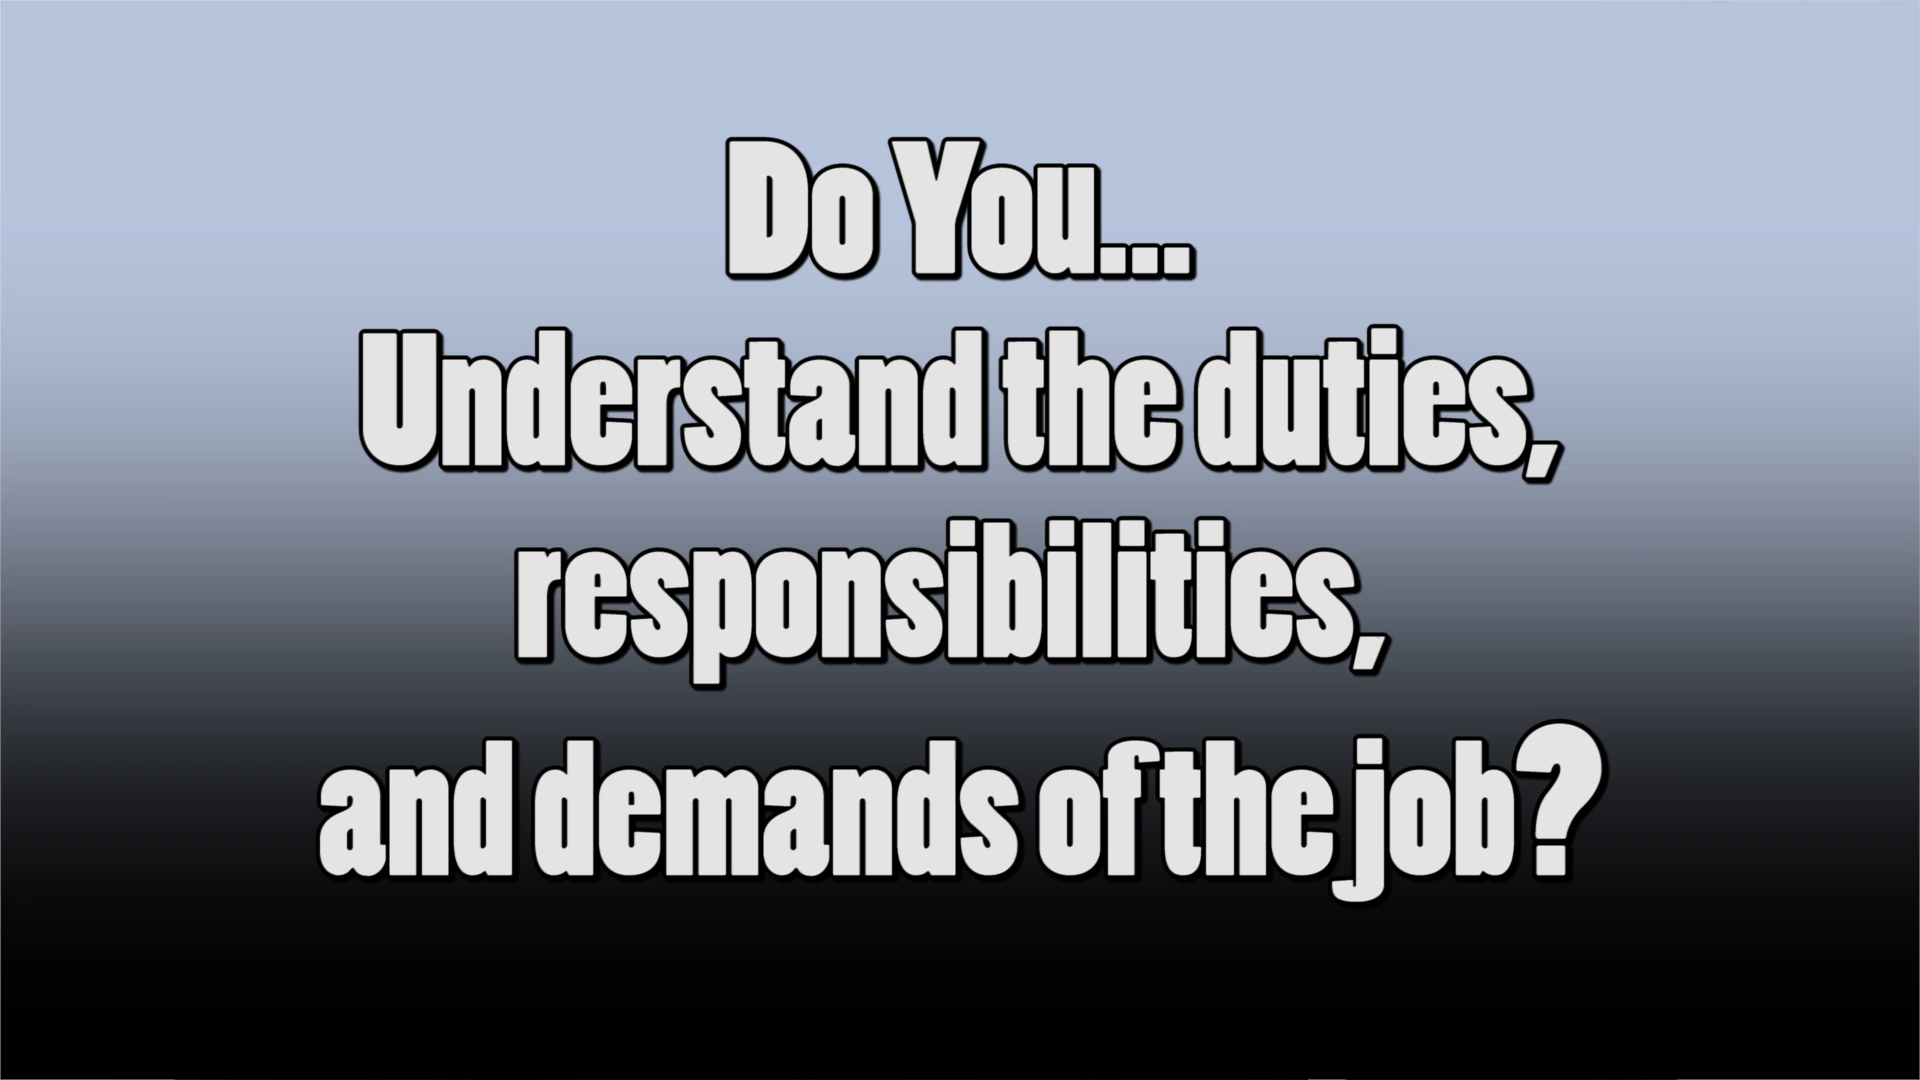 Do You...
Understand the duties,
responsibilities,
and demands of the job?